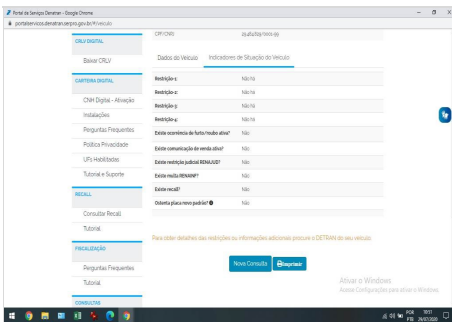 Portal de Serviços Denatran - Google Chrome
portalservicos.denatran.serpro.gov.br/#/veiculo
CRLV DIGITAL
Baixar CRLV
CARTEIRA DIGITAL
CNH Digital - Ativação
Instalações
Perguntas Frequentes
Política Privacidade
UFs Habilitadas
Tutorial e Suporte
RECALL
Consultar Recall
Tutorial
FISCALIZAÇÃO
Perguntas Frequentes
Tutorial
CONSULTAS
CPF/CNPJ
Dados do Veículo Indicadores de Situação do Veículo
Restrição-1: Não há
Restrição-2: Não há
Restrição-3: Não há
Restrição-4: Não há
Existe ocorrência de furto/roubo ativa? Não
Existe comunicação de venda ativa? Não
Existe restrição judicial RENAJUD? Não
Existe multa RENAINF? Não
Existe recall? Não
Ostenta placa novo padrão? Não
Para obter detalhes das restrições ou informações adicionais procure o DETRAN do seu veículo.
Nova Consulta Imprimir
Ativar o Windows
Acesse Configurações para ativar o Windows.
POR 10:17
PTB 29/07/2020